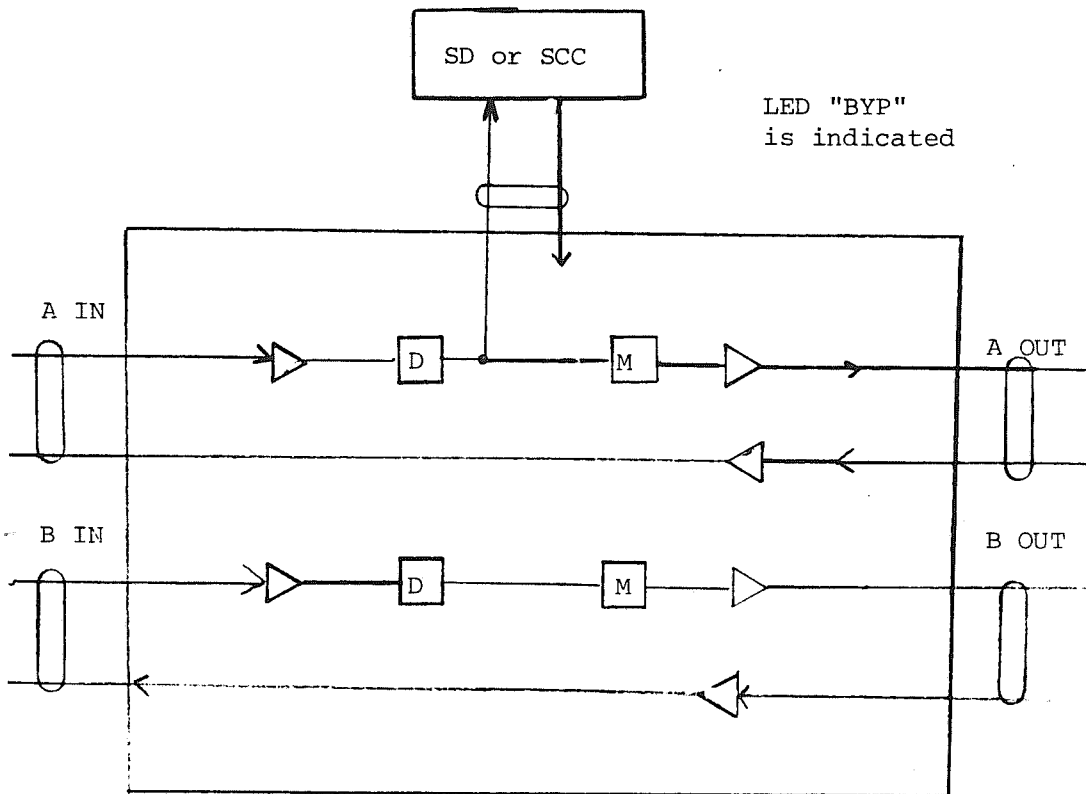 SD or SCC
LED "BYP"
is indicated
A IN
D
M
A OUT
B IN
D
M
B OUT